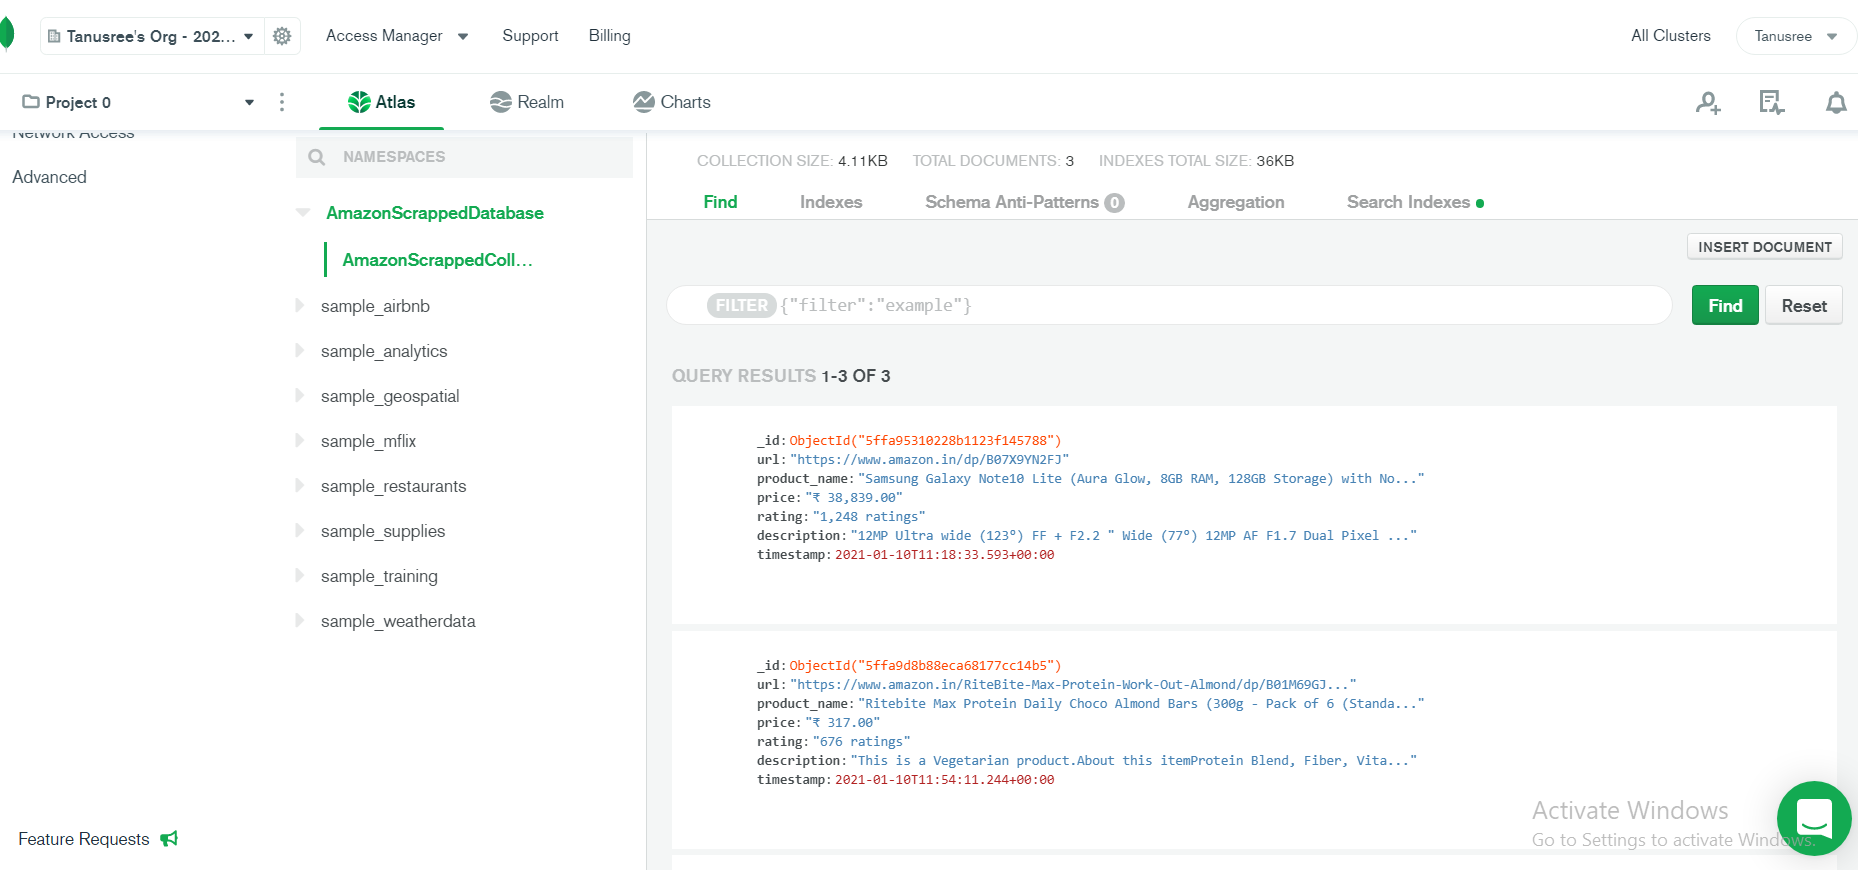 Tanusree's Org - 202...
Access Manager
Support
Billing
All Clusters
Tanusree
Project 0
Atlas
Realm
Charts
Network Access
Advanced
NAMESPACES
AmazonScrappedDatabase
AmazonScrappedColl...
sample_airbnb
sample_analytics
sample_geospatial
sample_mflix
sample_restaurants
sample_supplies
sample_training
sample_weatherdata
Feature Requests
COLLECTION SIZE: 4.11KB TOTAL DOCUMENTS: 3 INDEXES TOTAL SIZE: 36KB
Find Indexes Schema Anti-Patterns 0 Aggregation Search Indexes
INSERT DOCUMENT
FILTER {"filter":"example"}
Find
Reset
QUERY RESULTS 1-3 OF 3
_id: ObjectId("5ffa95310228b1123f145788")
url: "https://www.amazon.in/dp/B07X9YN2FJ"
product_name: "Samsung Galaxy Note10 Lite (Aura Glow, 8GB RAM, 128GB Storage) with No..."
price: "₹ 38,839.00"
rating: "1,248 ratings"
description: "12MP Ultra wide (123°) FF + F2.2 " Wide (77°) 12MP AF F1.7 Dual Pixel ..."
timestamp: 2021-01-10T11:18:33.593+00:00
_id: ObjectId("5ffa9d8b88eca68177cc14b5")
url: "https://www.amazon.in/RiteBite-Max-Protein-Work-Out-Almond/dp/B01M69GJ..."
product_name: "Ritebite Max Protein Daily Choco Almond Bars (300g - Pack of 6 (Standa..."
price: "₹ 317.00"
rating: "676 ratings"
description: "This is a Vegetarian product.About this itemProtein Blend, Fiber, Vita..."
timestamp: 2021-01-10T11:54:11.244+00:00
Activate Windows
Go to Settings to activate Windows.